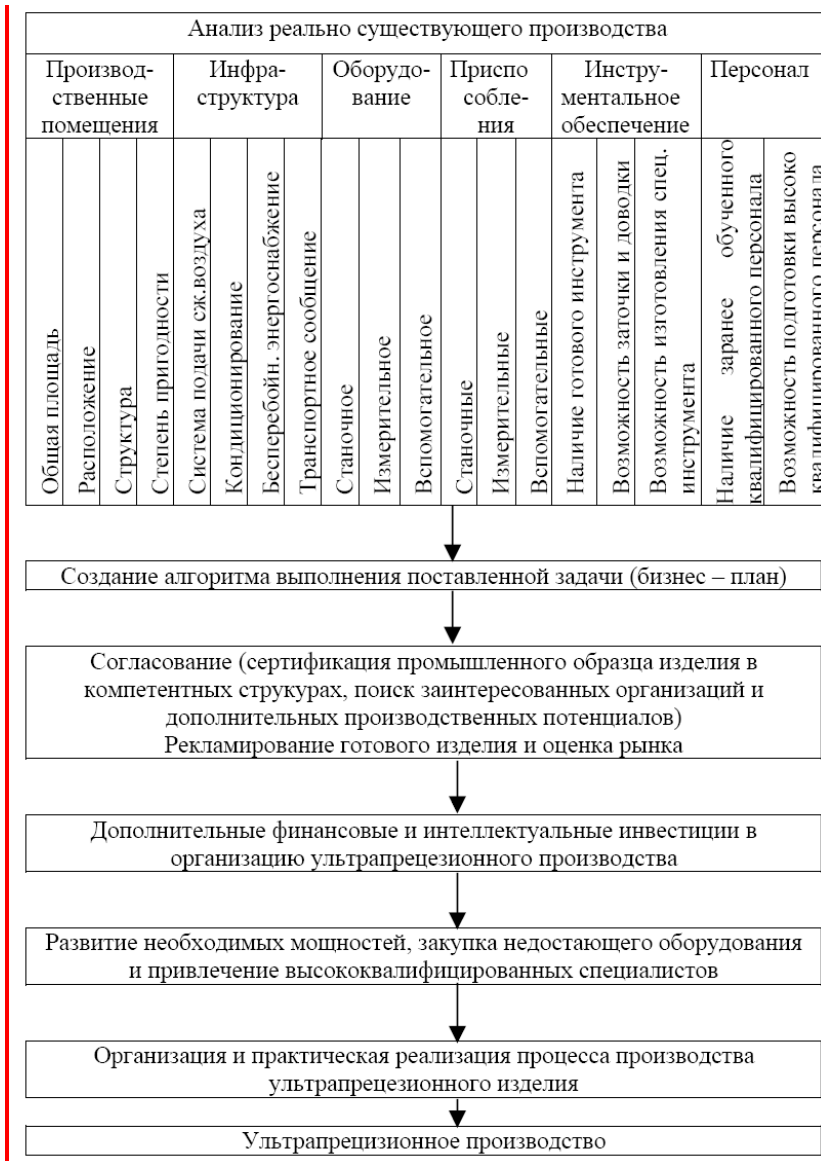 Анализ реально существующего производства
Производ-
ственные
помещения
Инфра-
структура
Оборудо-
вание
Приспо
собле-
ния
Инстру-
ментальное
обеспечение
Персонал
Общая площадь
Расположение
Структура
Степень пригодности
Система подачи сж.воздуха
Кондиционирование
Бесперебойн. энергоснабжение
Транспортное сообщение
Станочное
Измерительное
Вспомогательное
Станочные
Измерительные
Вспомогательные
Наличие готового инструмента
Возможность заточки и доводки
Возможность изготовления спец.
инструмента
Наличие заранее обученного
квалифицированного персонала
Возможность подготовки высоко
квалифицированного персонала
Создание алгоритма выполнения поставленной задачи (бизнес – план)
Согласование (сертификация промышленного образца изделия в
компетентных струкурах, поиск заинтересованных организаций и
дополнительных производственных потенциалов)
Рекламирование готового изделия и оценка рынка
Дополнительные финансовые и интеллектуальные инвестиции в
организацию ультрапрецезионного производства
Развитие необходимых мощностей, закупка недостающего оборудования
и привлечение высококвалифицированных специалистов
Организация и практическая реализация процесса производства
ультрапрецезионного изделия
Ультрапрецизионное производство